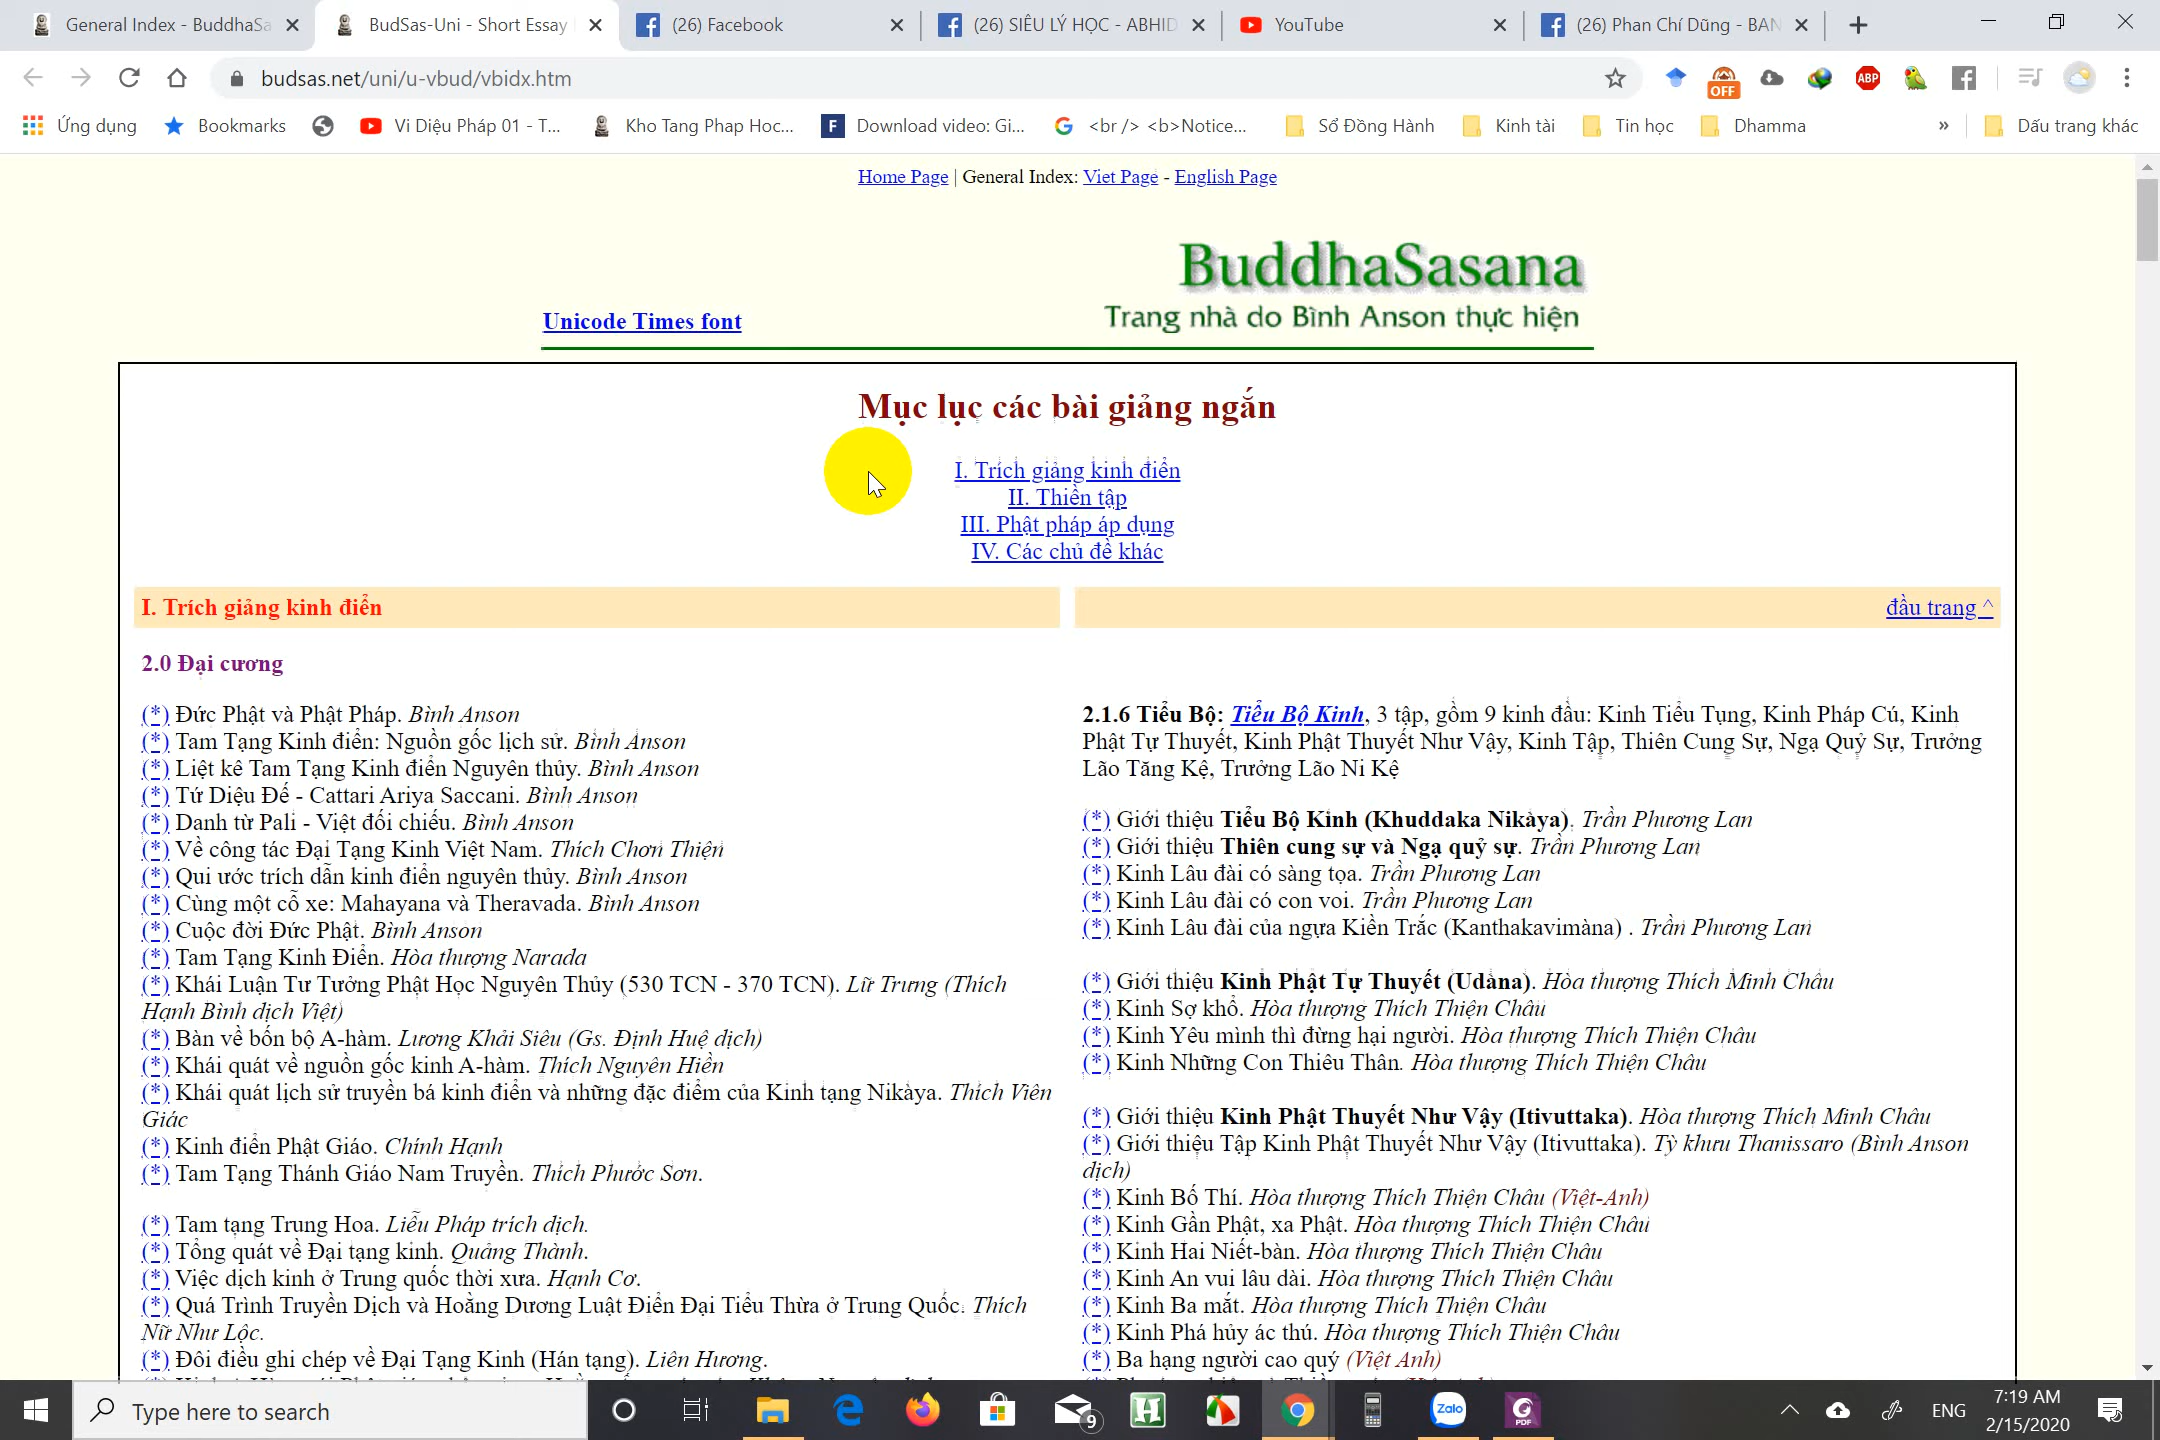 General Index - BuddhaSa
BudSas-Uni - Short Essay
(26) Facebook
(26) SIÊU LÝ HỌC - ABHID
YouTube
(26) Phan Chí Dũng - BAN
budsas.net/uni/u-vbud/vbidx.htm
OFF
ABP
Ứng dụng
Bookmarks
Vi Diệu Pháp 01 - T...
Kho Tang Phap Hoc...
Download video: Gi...
<br /> <b>Notice...
Sổ Đồng Hành
Kinh tài
Tin học
Dhamma
»
Dấu trang khác
Home Page | General Index: Viet Page - English Page
BuddhaSasana
Unicode Times font
Trang nhà do Bình Anson thực hiện
Mục lục các bài giảng ngắn
I. Trích giảng kinh điển
II. Thiền tập
III. Phật pháp áp dụng
IV. Các chủ đề khác
I. Trích giảng kinh điển
đầu trang ^
2.0 Đại cương
(*) Đức Phật và Phật Pháp. Bình Anson
(*) Tam Tạng Kinh điển: Nguồn gốc lịch sử. Bình Anson
(*) Liệt kê Tam Tạng Kinh điển Nguyên thủy. Bình Anson
(*) Tứ Diệu Đế - Cattari Ariya Saccani. Bình Anson
(*) Danh từ Pali - Việt đối chiếu. Bình Anson
(*) Về công tác Đại Tạng Kinh Việt Nam. Thích Chơn Thiện
(*) Qui ước trích dẫn kinh điển nguyên thủy. Bình Anson
(*) Cùng một cỗ xe: Mahayana và Theravada. Bình Anson
(*) Cuộc đời Đức Phật. Bình Anson
(*) Tam Tạng Kinh Điển. Hòa thượng Narada
(*) Khái Luận Tư Tưởng Phật Học Nguyên Thủy (530 TCN - 370 TCN). Lữ Trưng (Thích
Hạnh Bình dịch Việt)
(*) Bàn về bốn bộ A-hàm. Lương Khải Siêu (Gs. Định Huệ dịch)
(*) Khái quát về nguồn gốc kinh A-hàm. Thích Nguyên Hiền
(*) Khái quát lịch sử truyền bá kinh điển và những đặc điểm của Kinh tạng Nikàya. Thích Viên
Giác
(*) Kinh điển Phật Giáo. Chính Hạnh
(*) Tam Tạng Thánh Giáo Nam Truyền. Thích Phước Sơn.
(*) Tam tạng Trung Hoa. Liễu Pháp trích dịch.
(*) Tổng quát về Đại tạng kinh. Quảng Thành.
(*) Việc dịch kinh ở Trung quốc thời xưa. Hạnh Cơ.
(*) Quá Trình Truyền Dịch và Hoằng Dương Luật Điển Đại Tiểu Thừa ở Trung Quốc. Thích
Nữ Như Lộc.
(*) Đôi điều ghi chép về Đại Tạng Kinh (Hán tạng). Liên Hương.
2.1.6 Tiểu Bộ: Tiểu Bộ Kinh, 3 tập, gồm 9 kinh đầu: Kinh Tiểu Tụng, Kinh Pháp Cú, Kinh
Phật Tự Thuyết, Kinh Phật Thuyết Như Vậy, Kinh Tập, Thiên Cung Sự, Ngạ Quỷ Sự, Trưởng
Lão Tăng Kệ, Trưởng Lão Ni Kệ
(*) Giới thiệu Tiểu Bộ Kinh (Khuddaka Nikàya). Trần Phương Lan
(*) Giới thiệu Thiên cung sự và Ngạ quỷ sự. Trần Phương Lan
(*) Kinh Lâu đài có sàng tọa. Trần Phương Lan
(*) Kinh Lâu đài có con voi. Trần Phương Lan
(*) Kinh Lâu đài của ngựa Kiền Trắc (Kanthakavimàna) . Trần Phương Lan
(*) Giới thiệu Kinh Phật Tự Thuyết (Udàna). Hòa thượng Thích Minh Châu
(*) Kinh Sợ khổ. Hòa thượng Thích Thiện Châu
(*) Kinh Yêu mình thì đừng hại người. Hòa thượng Thích Thiện Châu
(*) Kinh Những Con Thiêu Thân. Hòa thượng Thích Thiện Châu
(*) Giới thiệu Kinh Phật Thuyết Như Vậy (Itivuttaka). Hòa thượng Thích Minh Châu
(*) Giới thiệu Tập Kinh Phật Thuyết Như Vậy (Itivuttaka). Tỳ khưu Thanissaro (Bình Anson
dịch)
(*) Kinh Bố Thí. Hòa thượng Thích Thiện Châu (Việt-Anh)
(*) Kinh Gần Phật, xa Phật. Hòa thượng Thích Thiện Châu
(*) Kinh Hai Niết-bàn. Hòa thượng Thích Thiện Châu
(*) Kinh An vui lâu dài. Hòa thượng Thích Thiện Châu
(*) Kinh Ba mắt. Hòa thượng Thích Thiện Châu
(*) Kinh Phá hủy ác thú. Hòa thượng Thích Thiện Châu
(*) Ba hạng người cao quý (Việt Anh)
Type here to search
9
Zalo
PDF
ENG
7:19 AM
2/15/2020